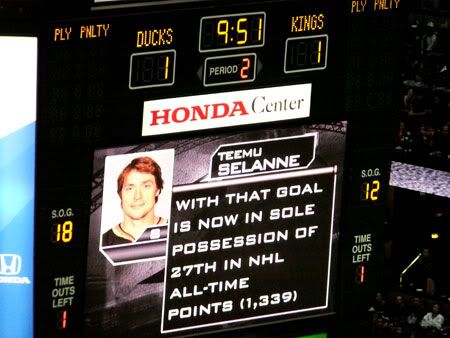 PLY PNLTY
PLY PNLTY
DUCKS
9:51
KINGS
1
PERIOD 2
1
HONDA Center
TEEMU
SELANNE
WITH THAT GOAL
IS NOW IN SOLE
POSSESSION OF
27TH IN NHL
ALL-TIME
POINTS (1,339)
S.O.G.
18
S.O.G.
12
TIME
OUTS
LEFT
1
TIME
OUTS
LEFT
1
HONDA